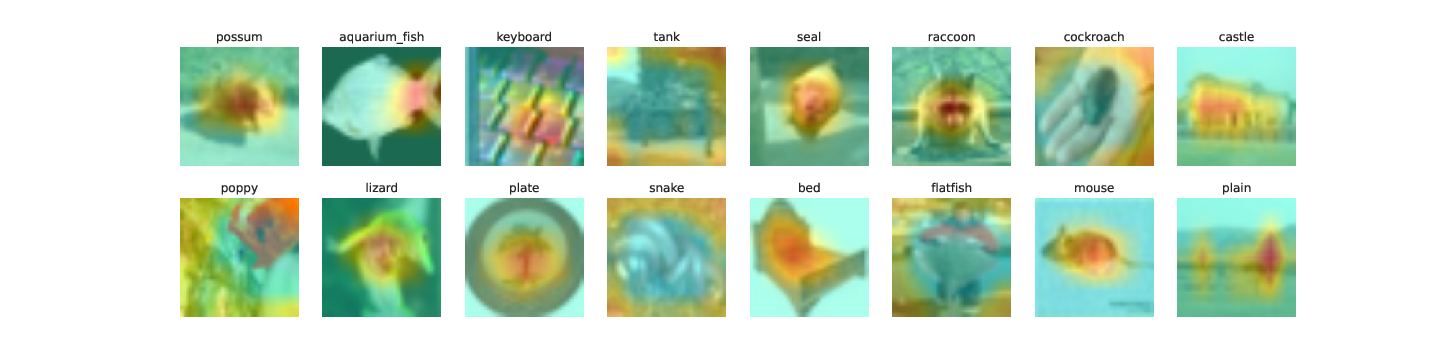 possum
aquarium_fish
keyboard
tank
seal
raccoon
cockroach
castle
poppy
lizard
plate
snake
bed
flatfish
mouse
plain